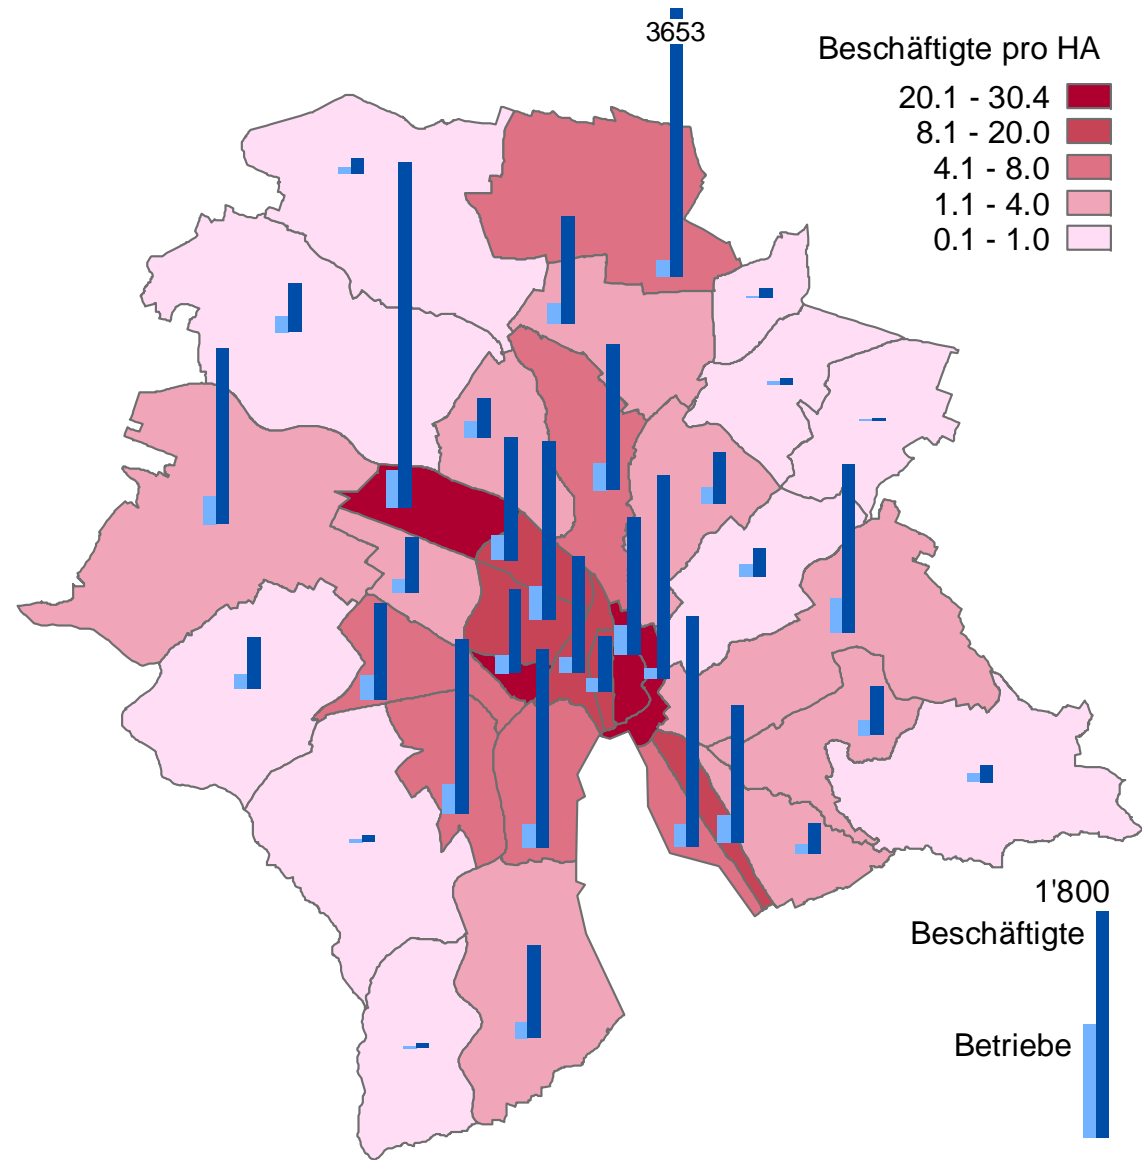 3653
Beschäftigte pro HA
20.1 - 30.4
8.1 - 20.0
4.1 - 8.0
1.1 - 4.0
0.1 - 1.0
1'800
Beschäftigte
Betriebe